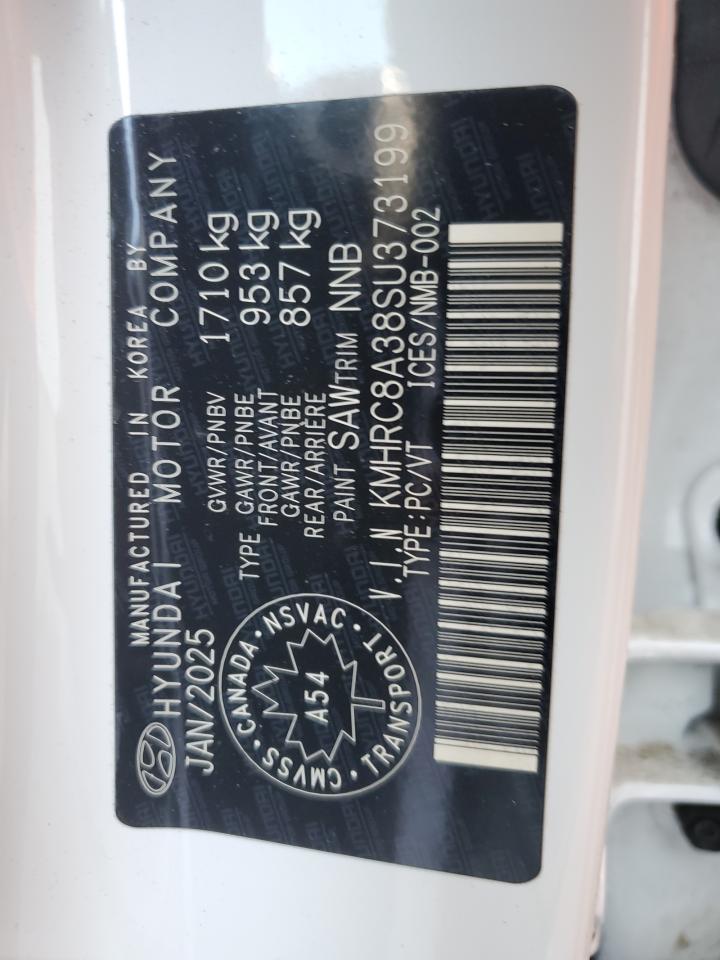 MANUFACTURED IN KOREA BY
HYUNDAI MOTOR COMPANY
JAN/2025
GVWR/PNBV 1710 kg
TYPE GAWR/PNBE FRONT/AVANT 953 kg
GAWR/PNBE REAR/ARRIÈRE 857 kg
PAINT SAW TRIM NNB
V.I.N KMHRC8A38SU373199
TYPE:PC/VT ICES/NMB-002
CMVSS·CANADA·NSVAC·TRANSPORT·
A54
HYUNDAI